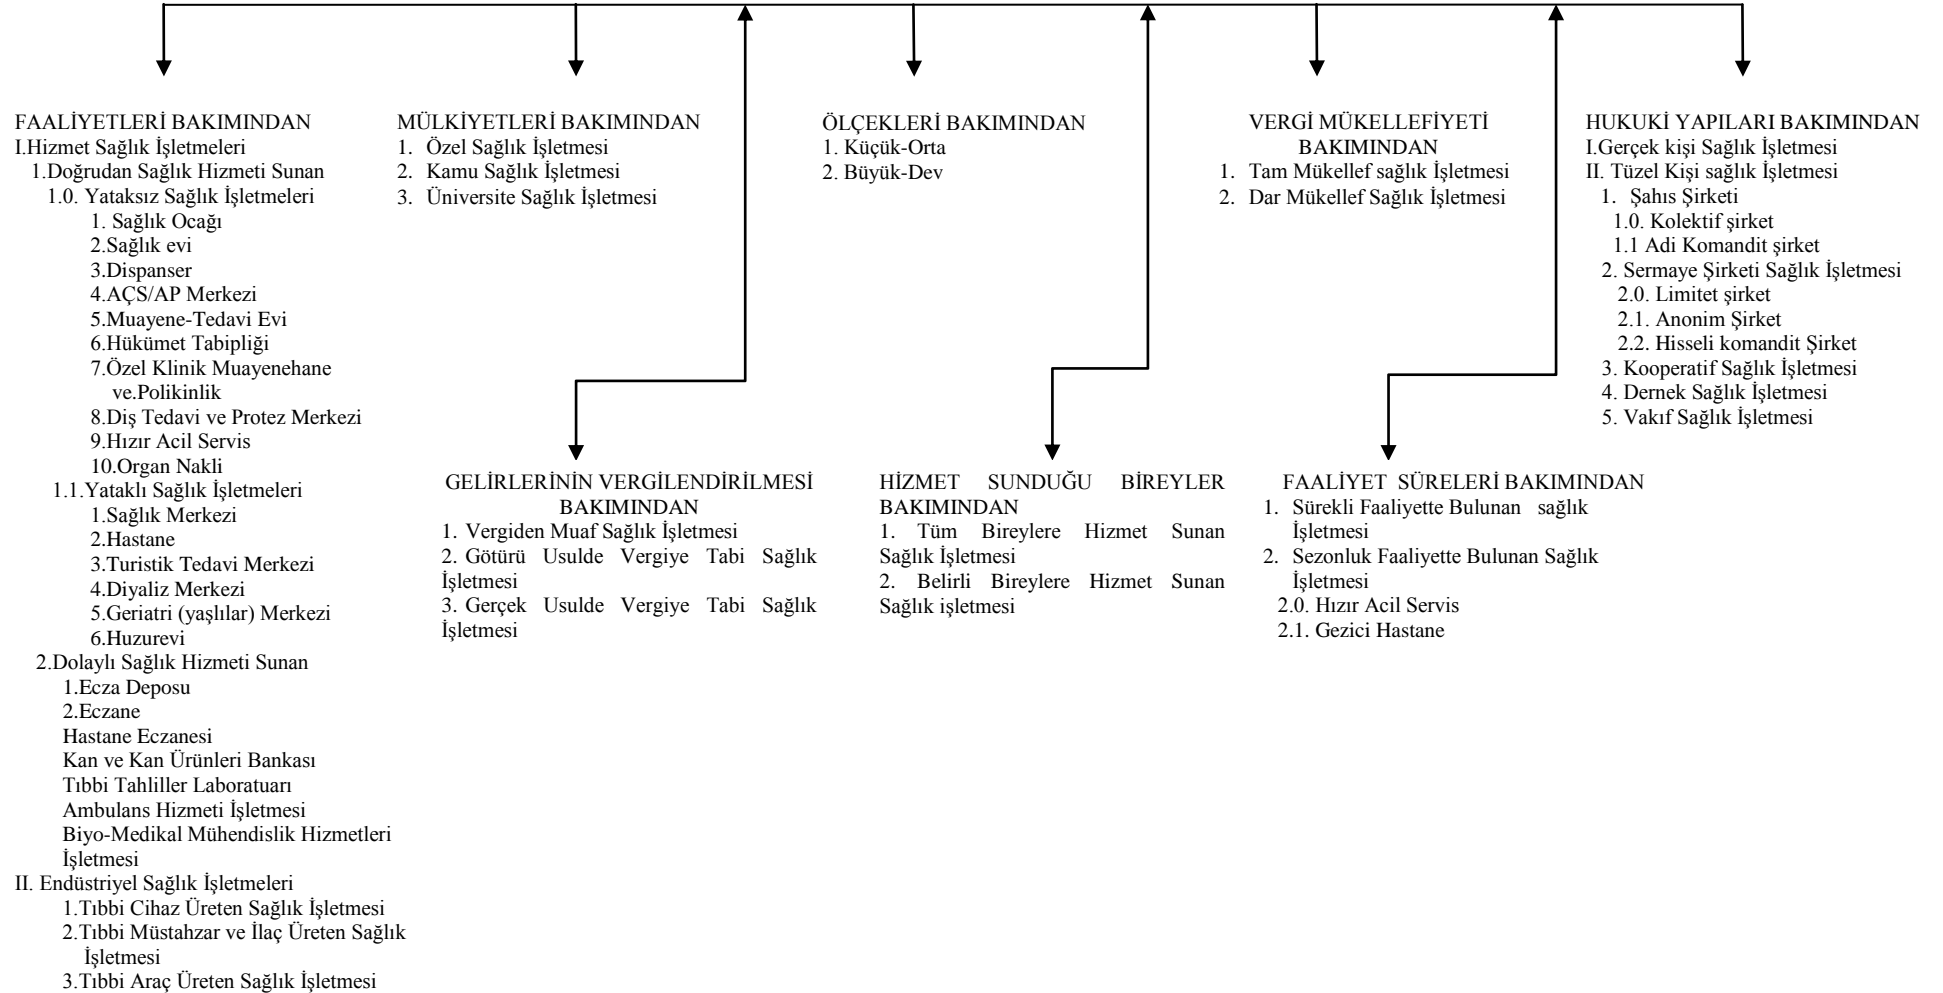 FAALİYETLERİ BAKIMINDAN
I.Hizmet Sağlık İşletmeleri
1.Doğrudan Sağlık Hizmeti Sunan
1.0. Yataksız Sağlık İşletmeleri
1. Sağlık Ocağı
2.Sağlık evi
3.Dispanser
4.AÇS/AP Merkezi
5.Muayene-Tedavi Evi
6.Hükümet Tabipliği
7.Özel Klinik Muayenehane
ve.Polikinlik
8.Diş Tedavi ve Protez Merkezi
9.Hızır Acil Servis
10.Organ Nakli
1.1.Yataklı Sağlık İşletmeleri
1.Sağlık Merkezi
2.Hastane
3.Turistik Tedavi Merkezi
4.Diyaliz Merkezi
5.Geriatri (yaşlılar) Merkezi
6.Huzurevi
2.Dolaylı Sağlık Hizmeti Sunan
1.Ecza Deposu
2.Eczane
Hastane Eczanesi
Kan ve Kan Ürünleri Bankası
Tıbbi Tahliller Laboratuarı
Ambulans Hizmeti İşletmesi
Biyo-Medikal Mühendislik Hizmetleri
İşletmesi
II. Endüstriyel Sağlık İşletmeleri
1.Tıbbi Cihaz Üreten Sağlık İşletmesi
2.Tıbbi Müstahzar ve İlaç Üreten Sağlık
İşletmesi
3.Tıbbi Araç Üreten Sağlık İşletmesi
MÜLKİYETLERİ BAKIMINDAN
1. Özel Sağlık İşletmesi
2. Kamu Sağlık İşletmesi
3. Üniversite Sağlık İşletmesi
ÖLÇEKLERİ BAKIMINDAN
1. Küçük-Orta
2. Büyük-Dev
VERGİ MÜKELLEFİYETİ
BAKIMINDAN
1. Tam Mükellef sağlık İşletmesi
2. Dar Mükellef Sağlık İşletmesi
HUKUKİ YAPILARI BAKIMINDAN
I.Gerçek kişi Sağlık İşletmesi
II. Tüzel Kişi sağlık İşletmesi
1. Şahıs Şirketi
1.0. Kolektif şirket
1.1 Adi Komandit şirket
2. Sermaye Şirketi Sağlık İşletmesi
2.0. Limitet şirket
2.1. Anonim Şirket
2.2. Hisseli komandit Şirket
3. Kooperatif Sağlık İşletmesi
4. Dernek Sağlık İşletmesi
5. Vakıf Sağlık İşletmesi
GELİRLERİNİN VERGİLENDİRİLMESİ
BAKIMINDAN
1. Vergiden Muaf Sağlık İşletmesi
2. Götürü Usulde Vergiye Tabi Sağlık
İşletmesi
3. Gerçek Usulde Vergiye Tabi Sağlık
İşletmesi
HİZMET SUNDUĞU BİREYLER
BAKIMINDAN
1. Tüm Bireylere Hizmet Sunan
Sağlık İşletmesi
2. Belirli Bireylere Hizmet Sunan
Sağlık işletmesi
FAALİYET SÜRELERİ BAKIMINDAN
1. Sürekli Faaliyette Bulunan sağlık
İşletmesi
2. Sezonluk Faaliyette Bulunan Sağlık
İşletmesi
2.0. Hızır Acil Servis
2.1. Gezici Hastane